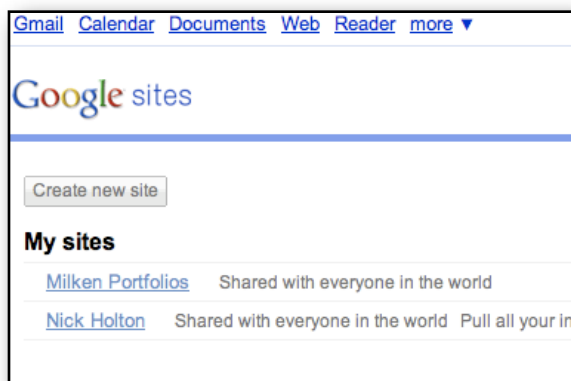 Gmail Calendar Documents Web Reader more ▼
Google sites
Create new site
My sites
Milken Portfolios Shared with everyone in the world
Nick Holton Shared with everyone in the world Pull all your